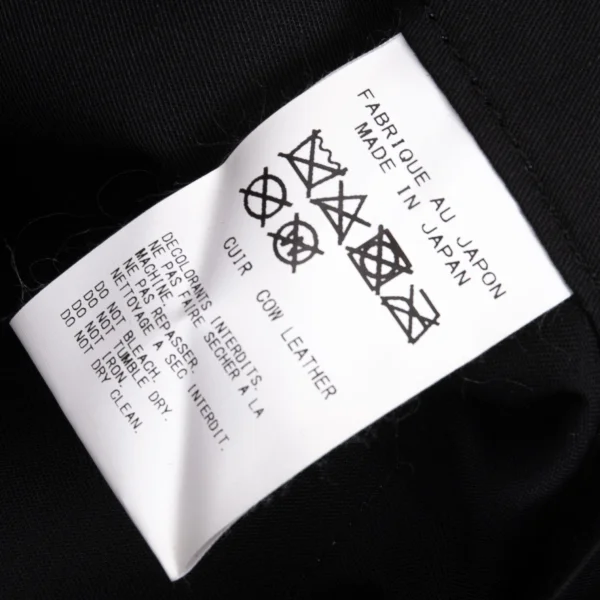 FABRIQUE AU JAPON
MADE IN JAPAN
CUIR COW LEATHER
DECOLORANTS INTERDITS.
NE PAS FAIRE SECHER A LA
MACHINE.
NE PAS REPASSER.
NETTOYAGE A SEC INTERDIT.
DO NOT BLEACH.
DO NOT TUMBLE DRY.
DO NOT IRON.
DO NOT DRY CLEAN.